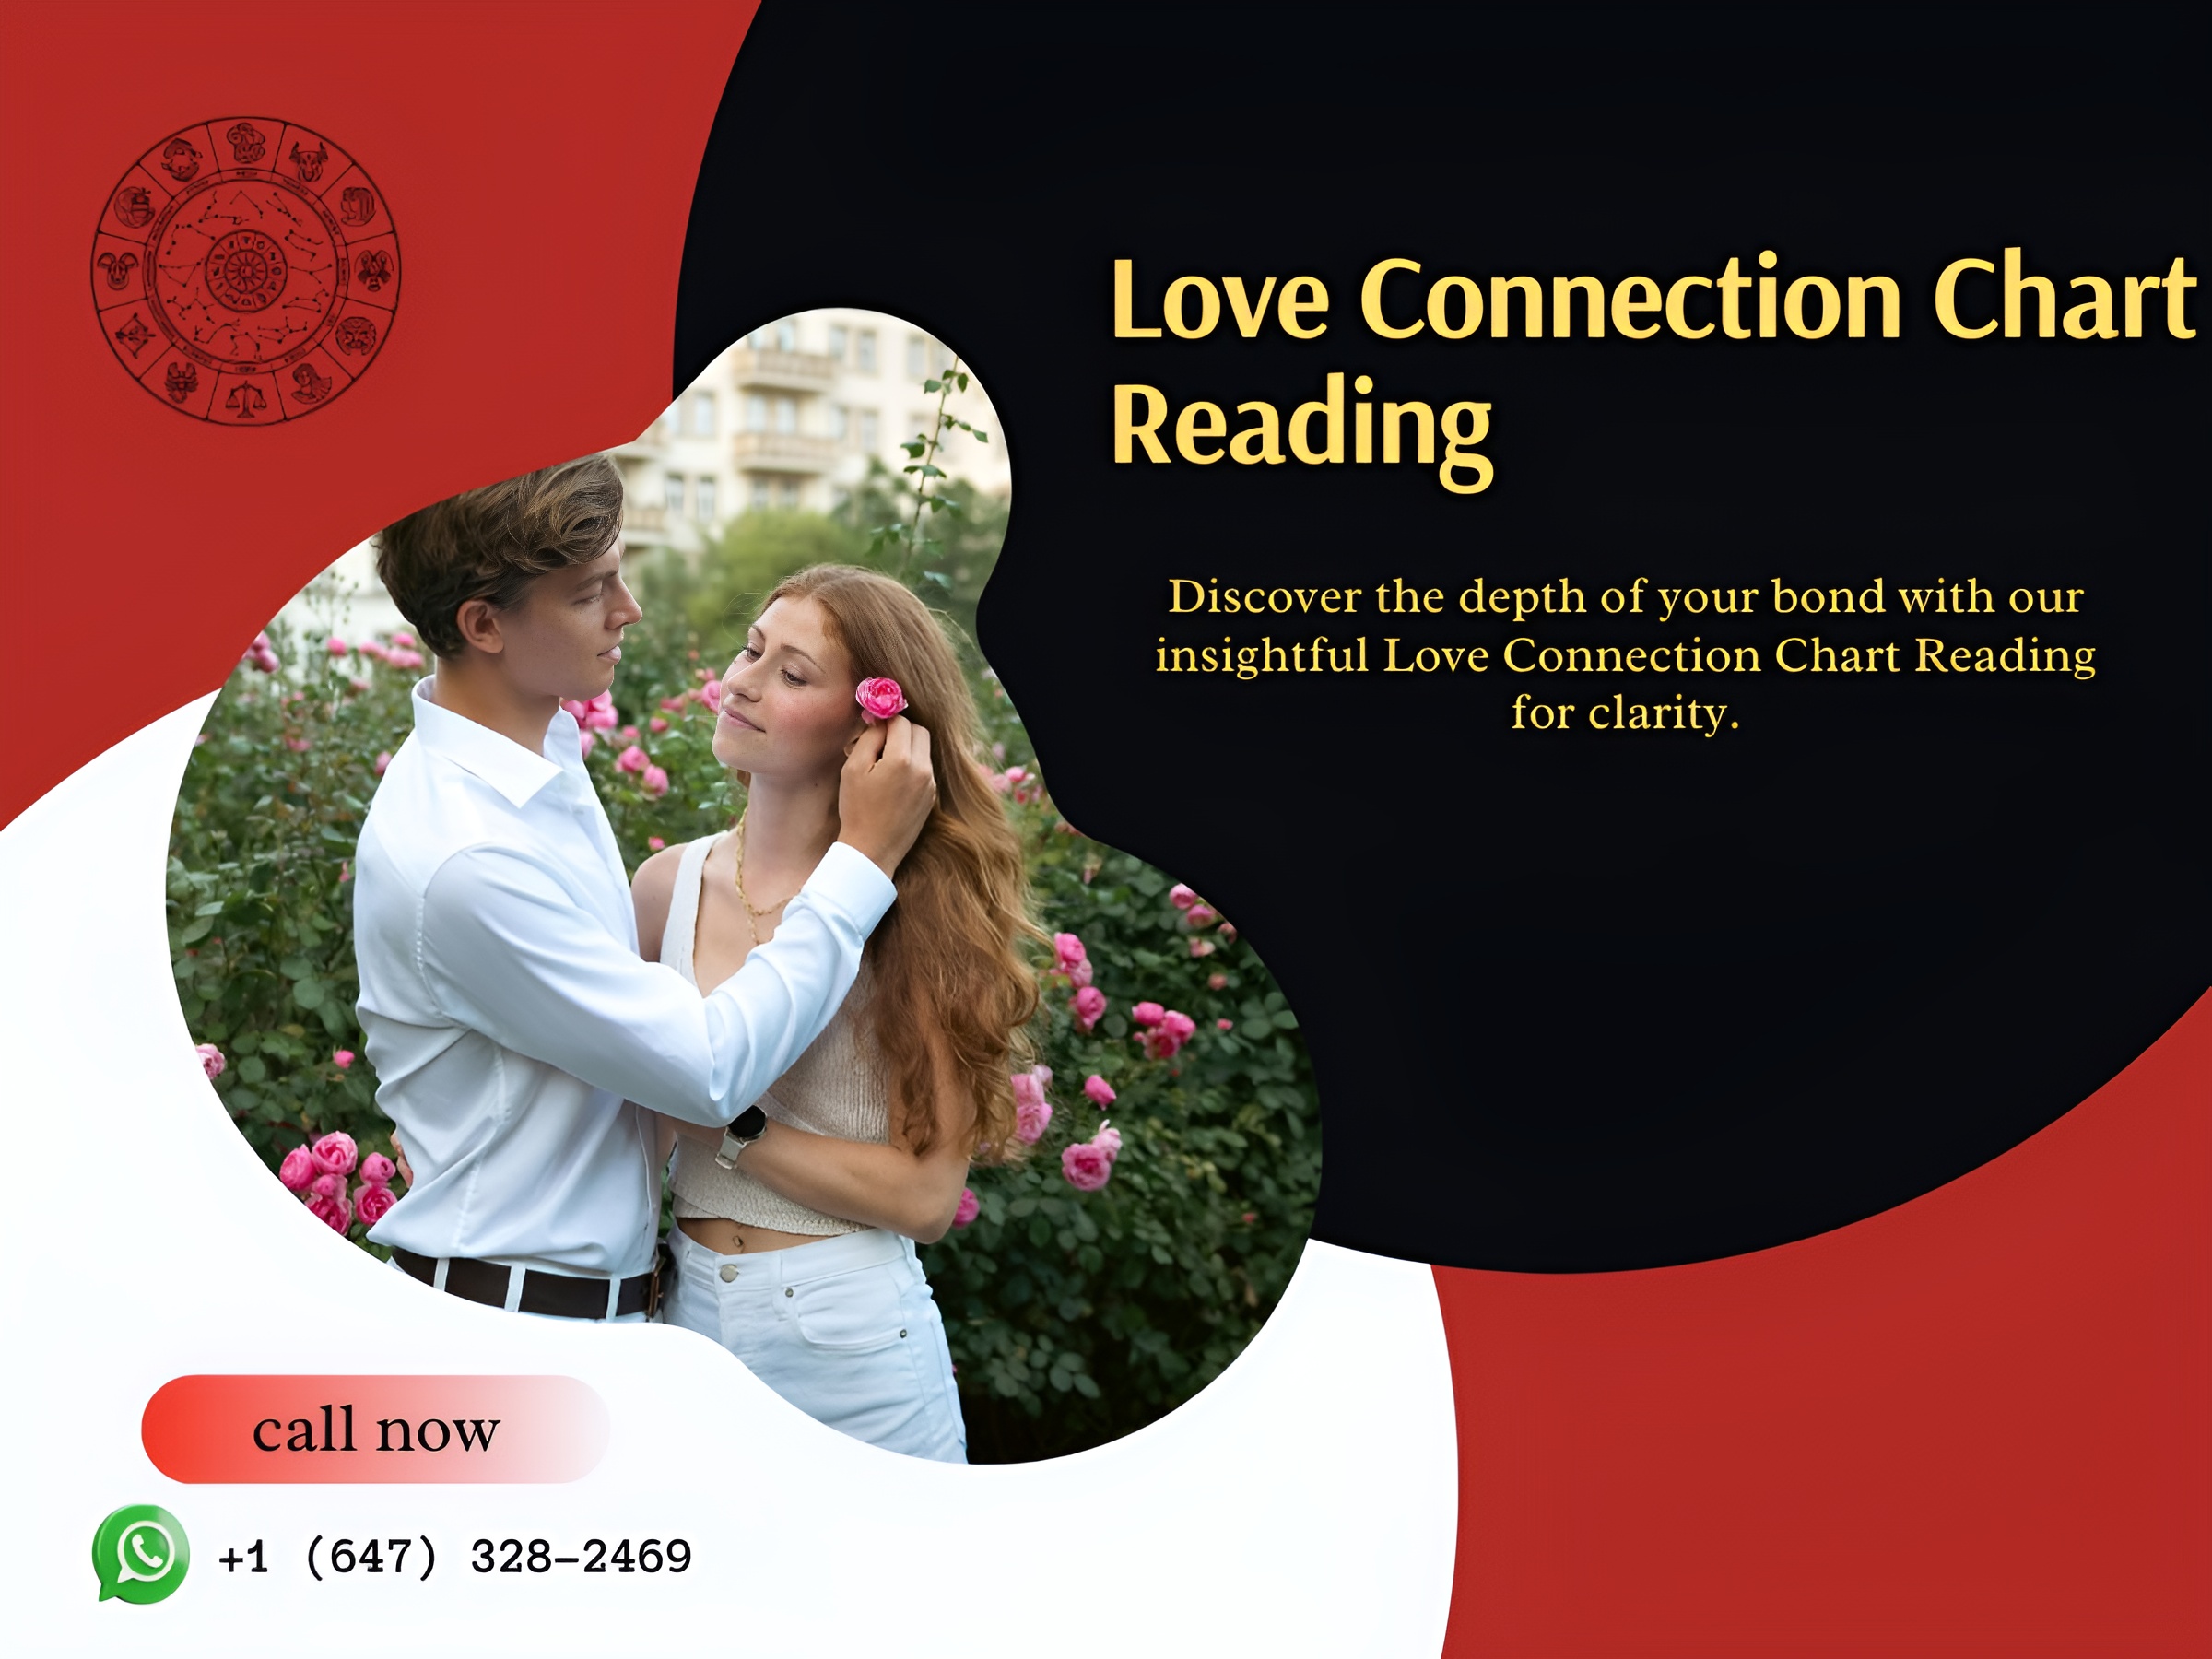 Love Connection Chart
Reading
Discover the depth of your bond with our
insightful Love Connection Chart Reading
for clarity.
call now
+1 (647) 328-2469